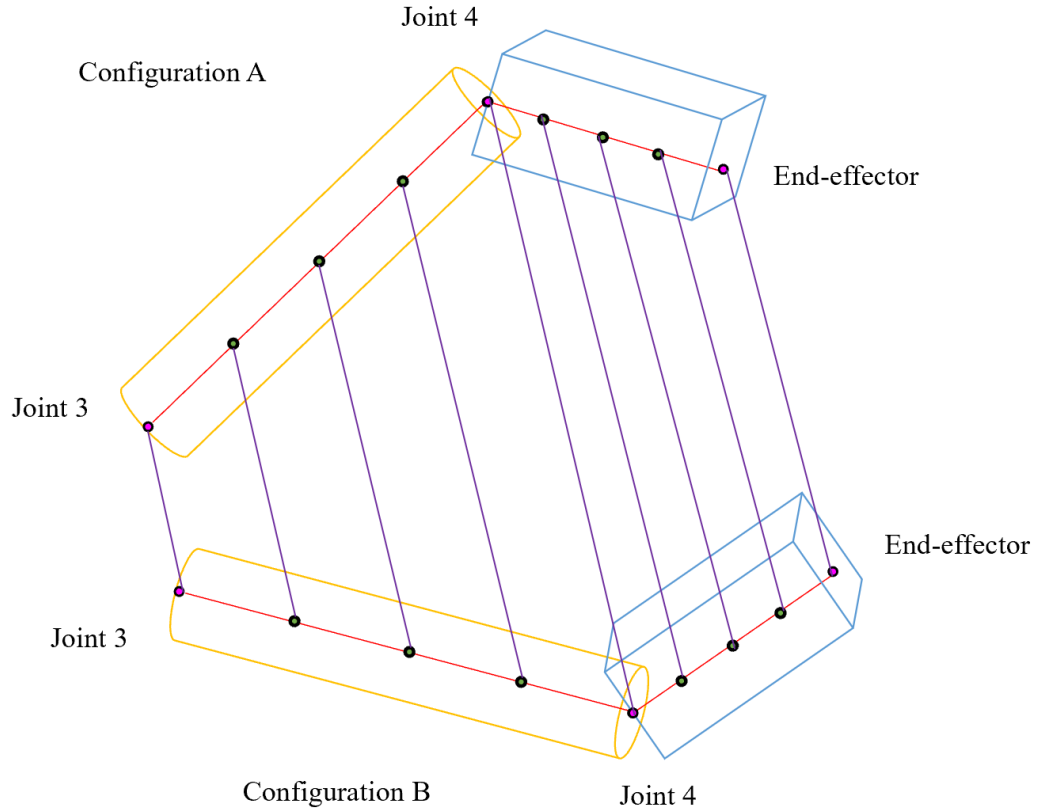 Joint 4
Configuration A
End-effector
Joint 3
End-effector
Joint 3
Configuration B
Joint 4